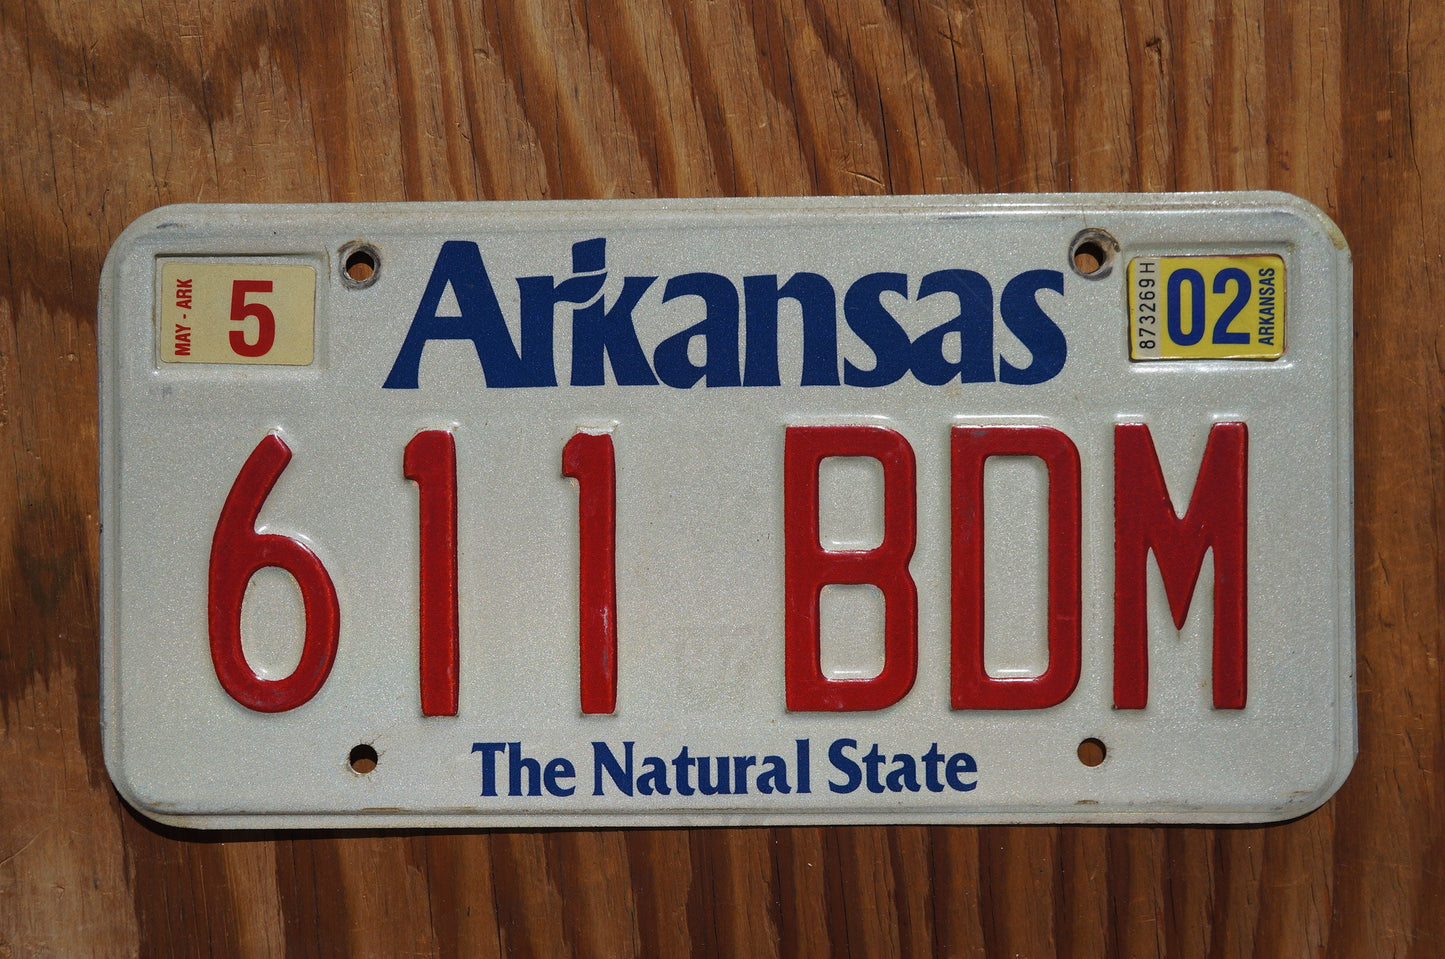 MAY - ARK
5
Arkansas
873269H
02
ARKANSAS
611 BDM
The Natural State